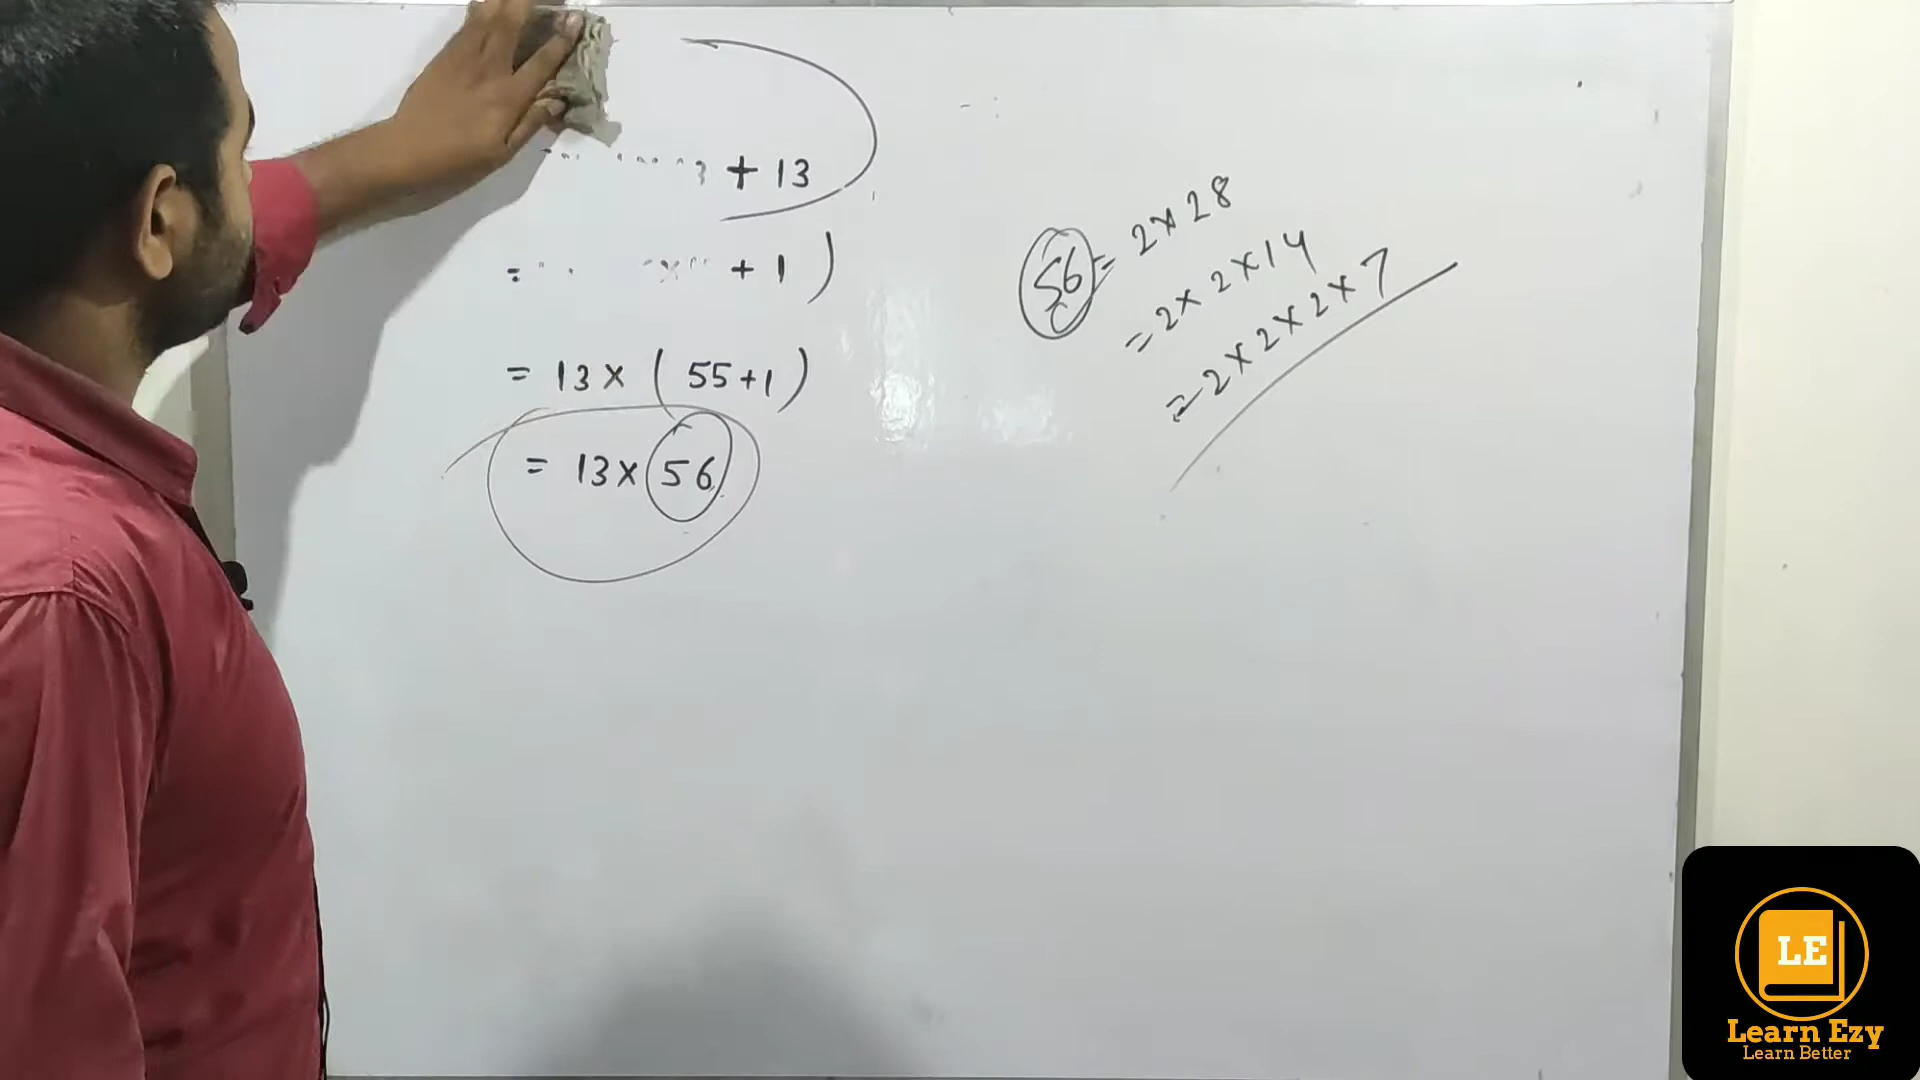 + 13
= + 1 )
= 13 × ( 55 + 1 )
= 13 × 56
56 = 2 × 28
= 2 × 2 × 14
= 2 × 2 × 2 × 7
LE
Learn Ezy
Learn Better